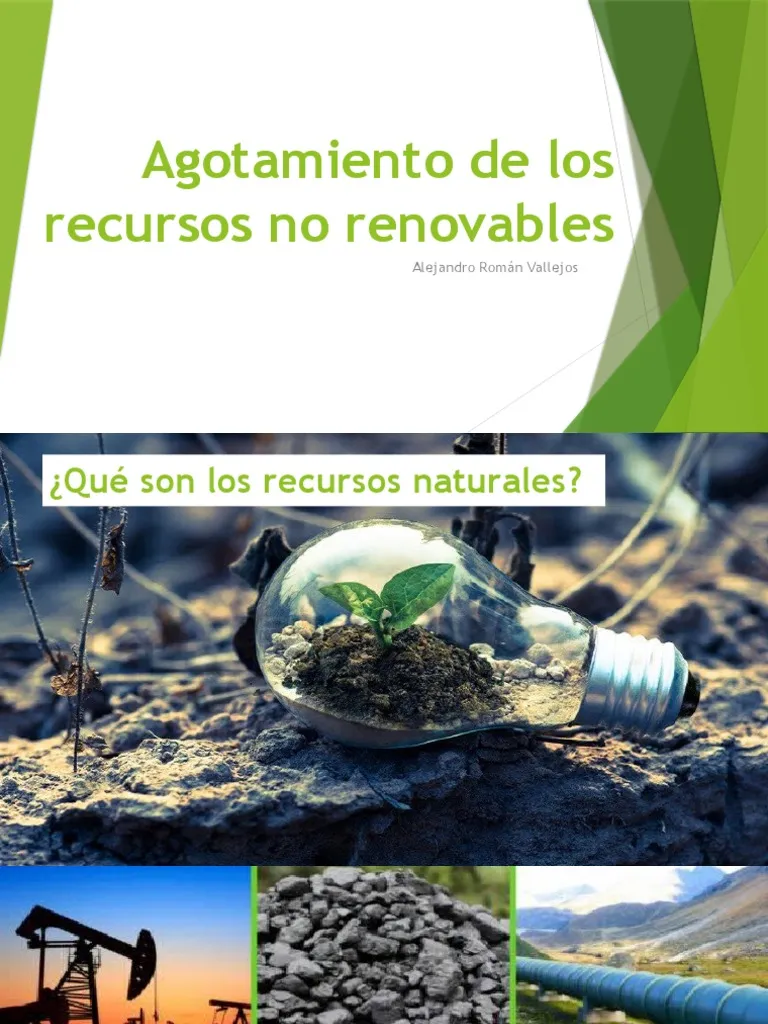 Agotamiento de los
recursos no renovables
Alejandro Román Vallejos
¿Qué son los recursos naturales?